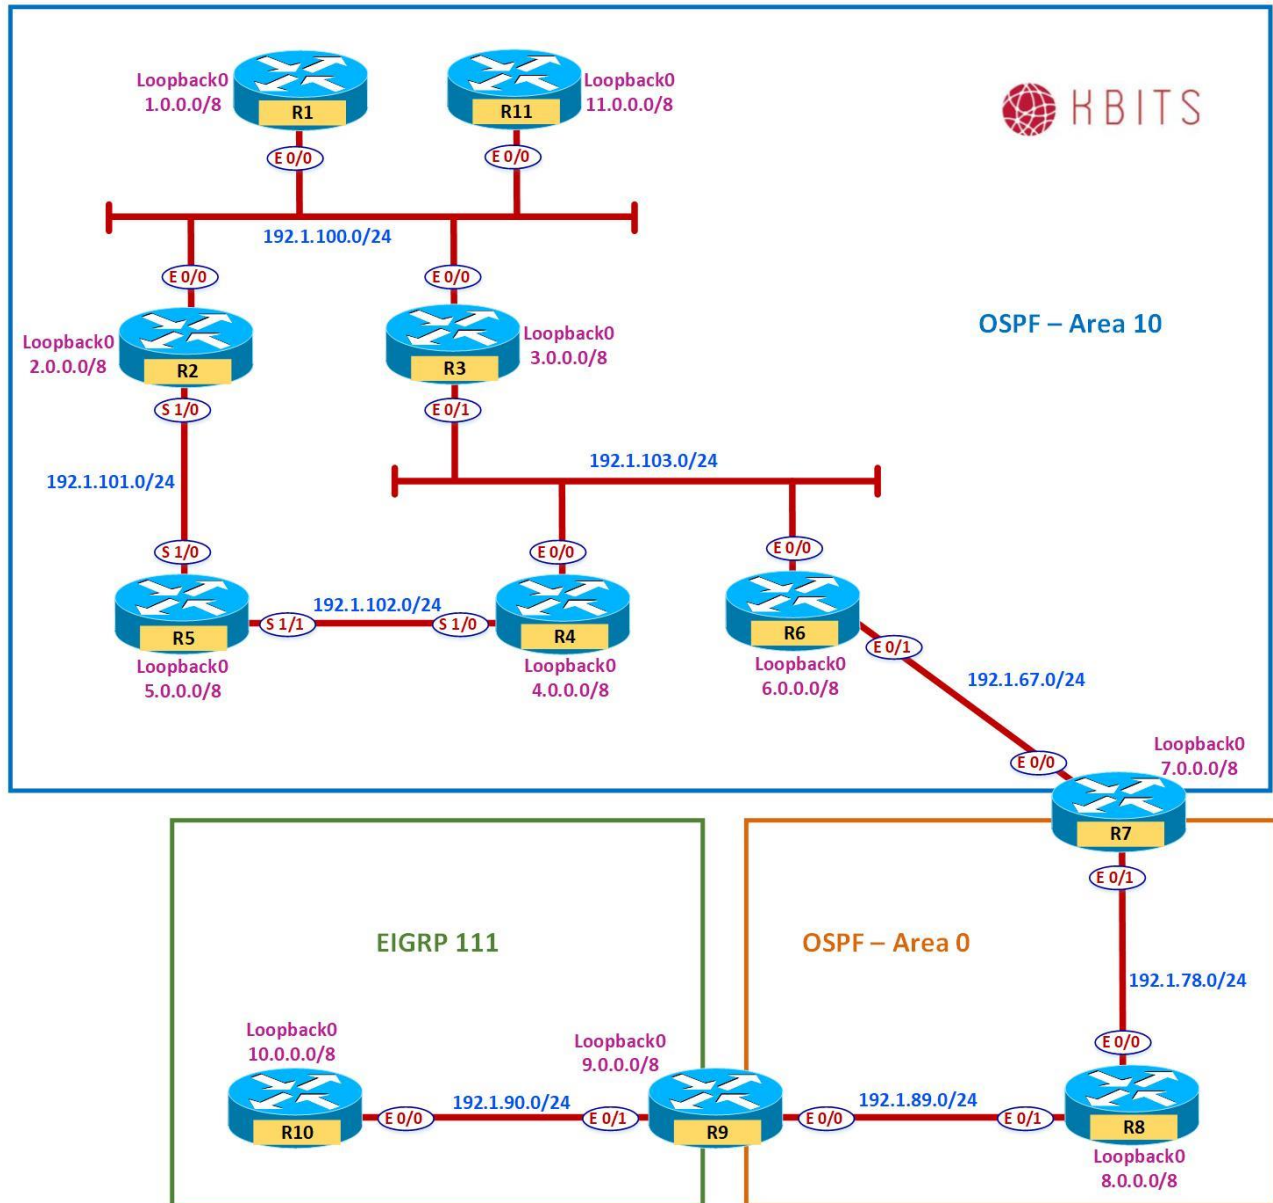 Loopback0
1.0.0.0/8
R1
E 0/0
Loopback0
11.0.0.0/8
R11
E 0/0
KBITS
192.1.100.0/24
E 0/0
E 0/0
Loopback0
2.0.0.0/8
R2
S 1/0
Loopback0
3.0.0.0/8
R3
E 0/1
OSPF – Area 10
192.1.101.0/24
192.1.103.0/24
S 1/0
E 0/0
E 0/0
R5
S 1/1
192.1.102.0/24
S 1/0
R4
R6
E 0/1
Loopback0
5.0.0.0/8
Loopback0
4.0.0.0/8
Loopback0
6.0.0.0/8
192.1.67.0/24
E 0/0
Loopback0
7.0.0.0/8
R7
E 0/1
EIGRP 111
OSPF – Area 0
192.1.78.0/24
E 0/0
Loopback0
10.0.0.0/8
R10
E 0/0
192.1.90.0/24
E 0/1
Loopback0
9.0.0.0/8
R9
E 0/0
192.1.89.0/24
E 0/1
R8
Loopback0
8.0.0.0/8